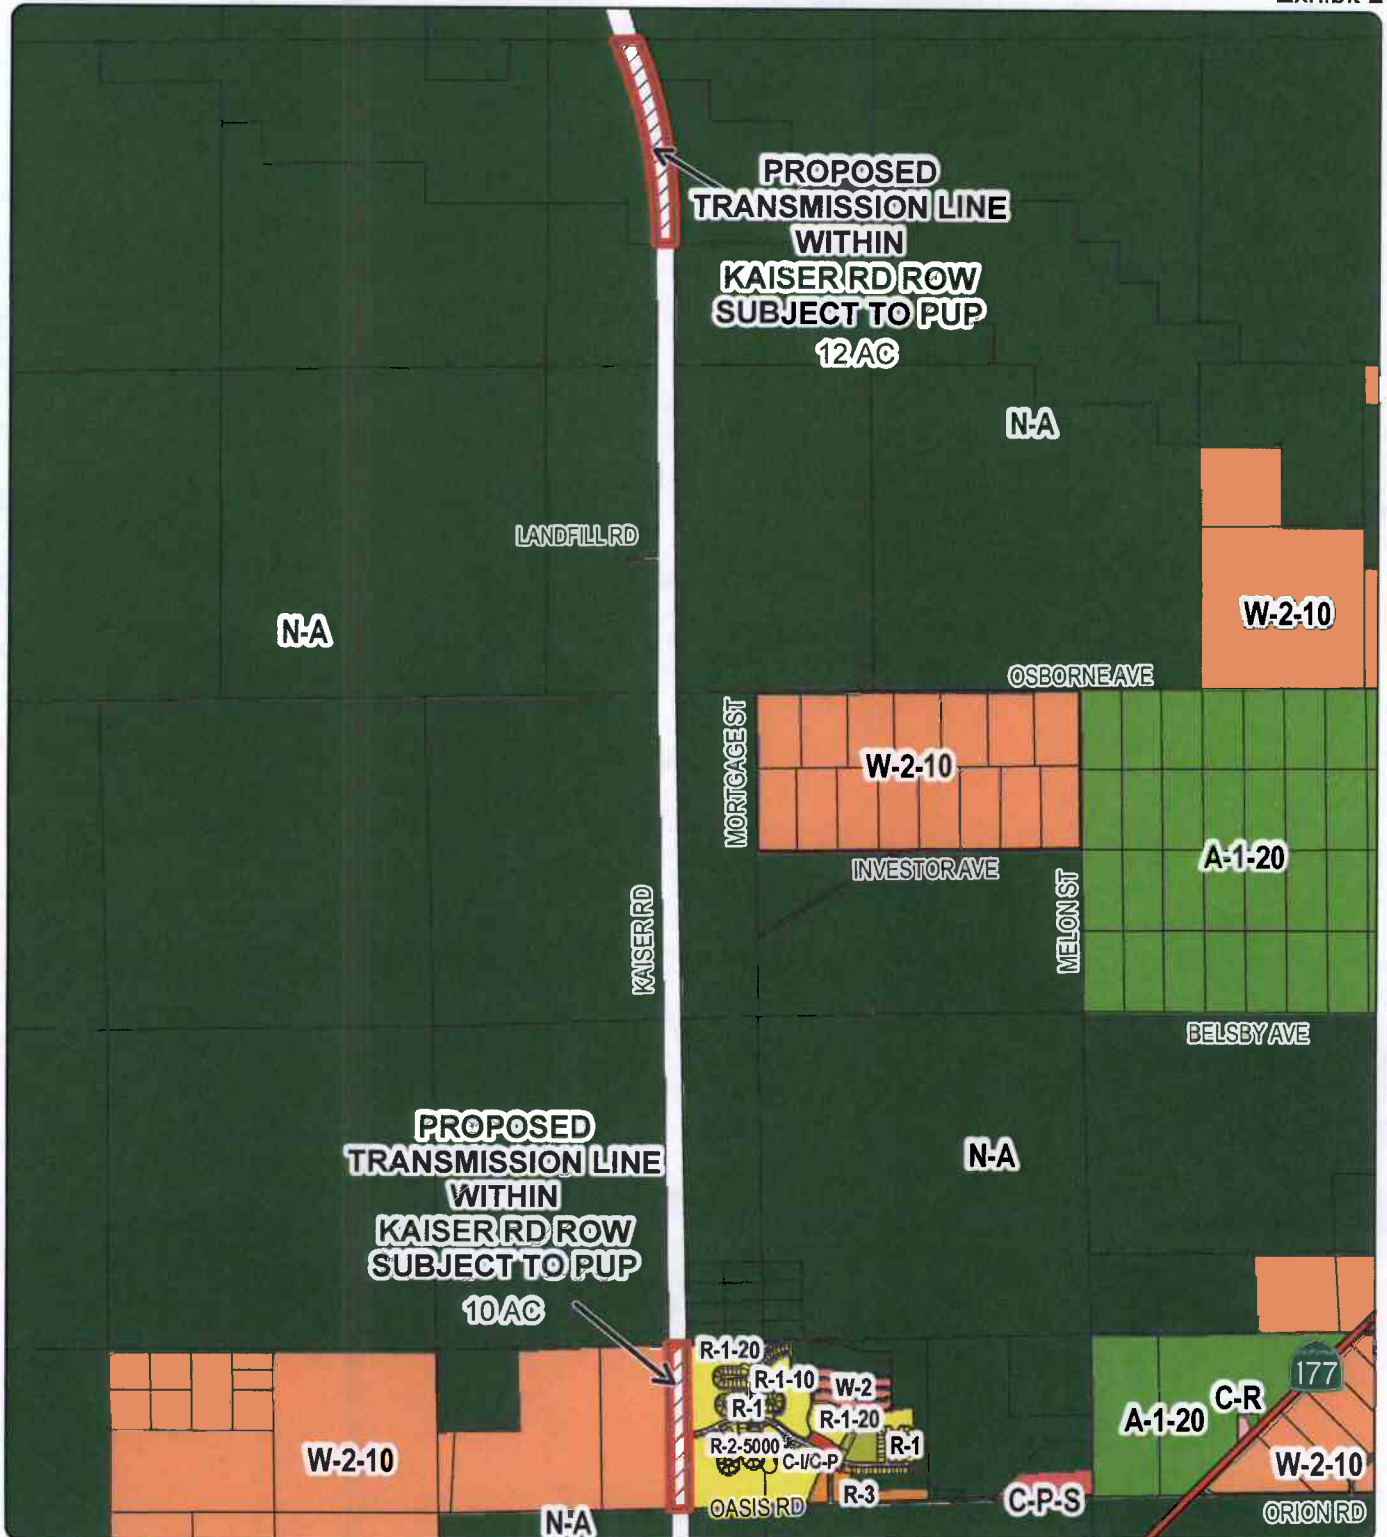 PROPOSED
TRANSMISSION LINE
WITHIN
KAISER RD ROW
SUBJECT TO PUP
12 AC
N-A
LANDFILL RD
N-A
W-2-10
OSBORNE AVE
MORTGAGE ST
W-2-10
A-1-20
INVESTOR AVE
MELON ST
KAISER RD
BELSBY AVE
PROPOSED
TRANSMISSION LINE
WITHIN
KAISER RD ROW
SUBJECT TO PUP
10 AC
N-A
R-1-20
R-1-10
W-2
R-1
R-1-20
R-1
R-2-5000
C-I/C-P
R-3
OASIS RD
W-2-10
N-A
C-P-S
A-1-20
C-R
177
W-2-10
ORION RD